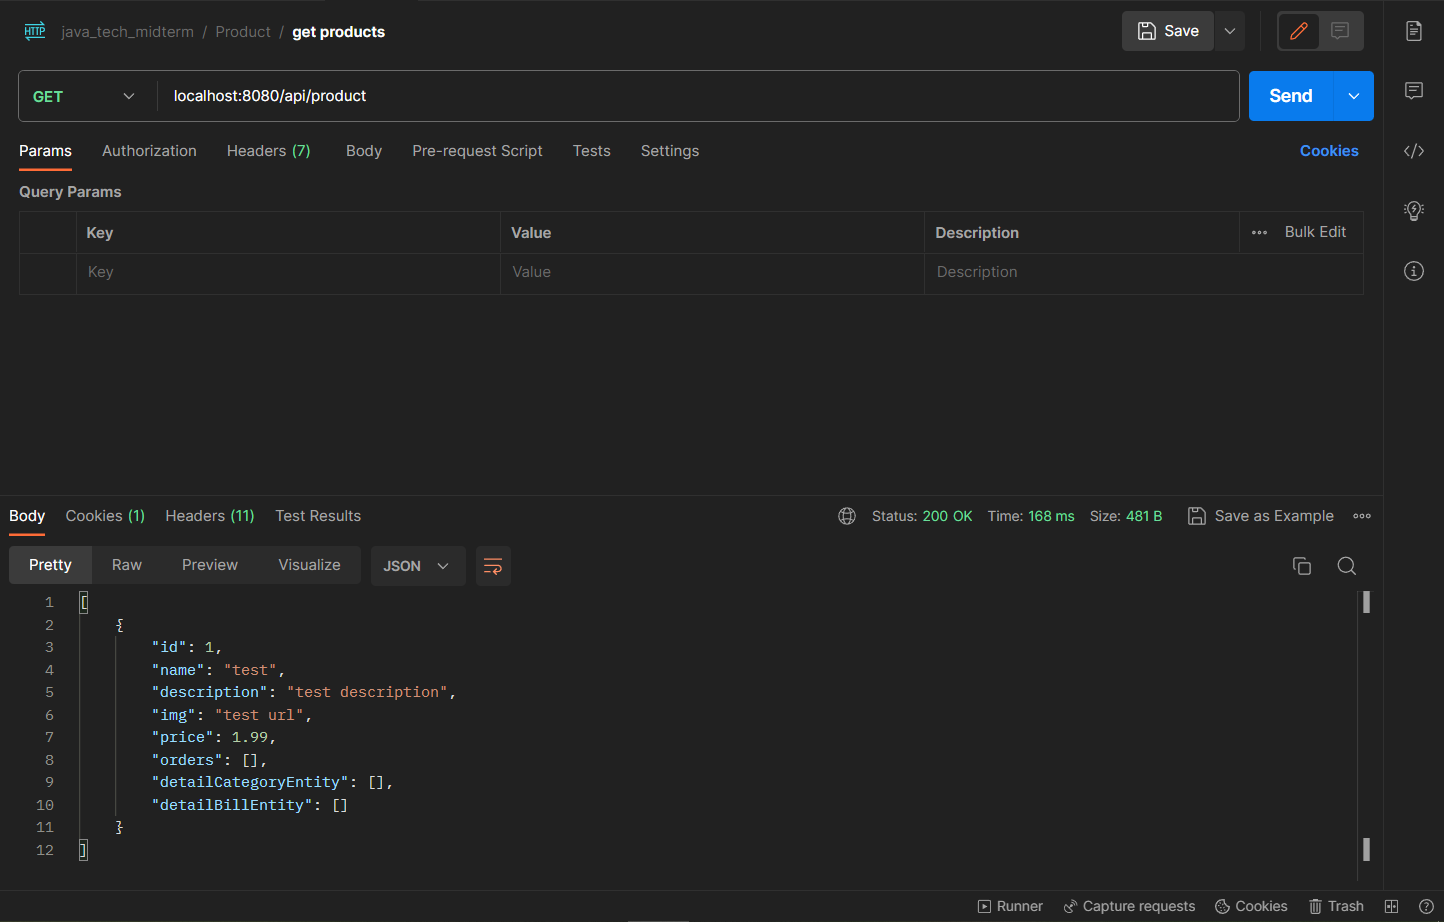 HTTP java_tech_midterm / Product / get products
Save
GET localhost:8080/api/product
Send
Params Authorization Headers (7) Body Pre-request Script Tests Settings Cookies
Query Params
Key Value Description Bulk Edit
Key Value Description
Body Cookies (1) Headers (11) Test Results
Status: 200 OK Time: 168 ms Size: 481 B Save as Example
Pretty Raw Preview Visualize JSON
1 [
2 {
3 "id": 1,
4 "name": "test",
5 "description": "test description",
6 "img": "test url",
7 "price": 1.99,
8 "orders": [],
9 "detailCategoryEntity": [],
10 "detailBillEntity": []
11 }
12 ]
Runner Capture requests Cookies Trash